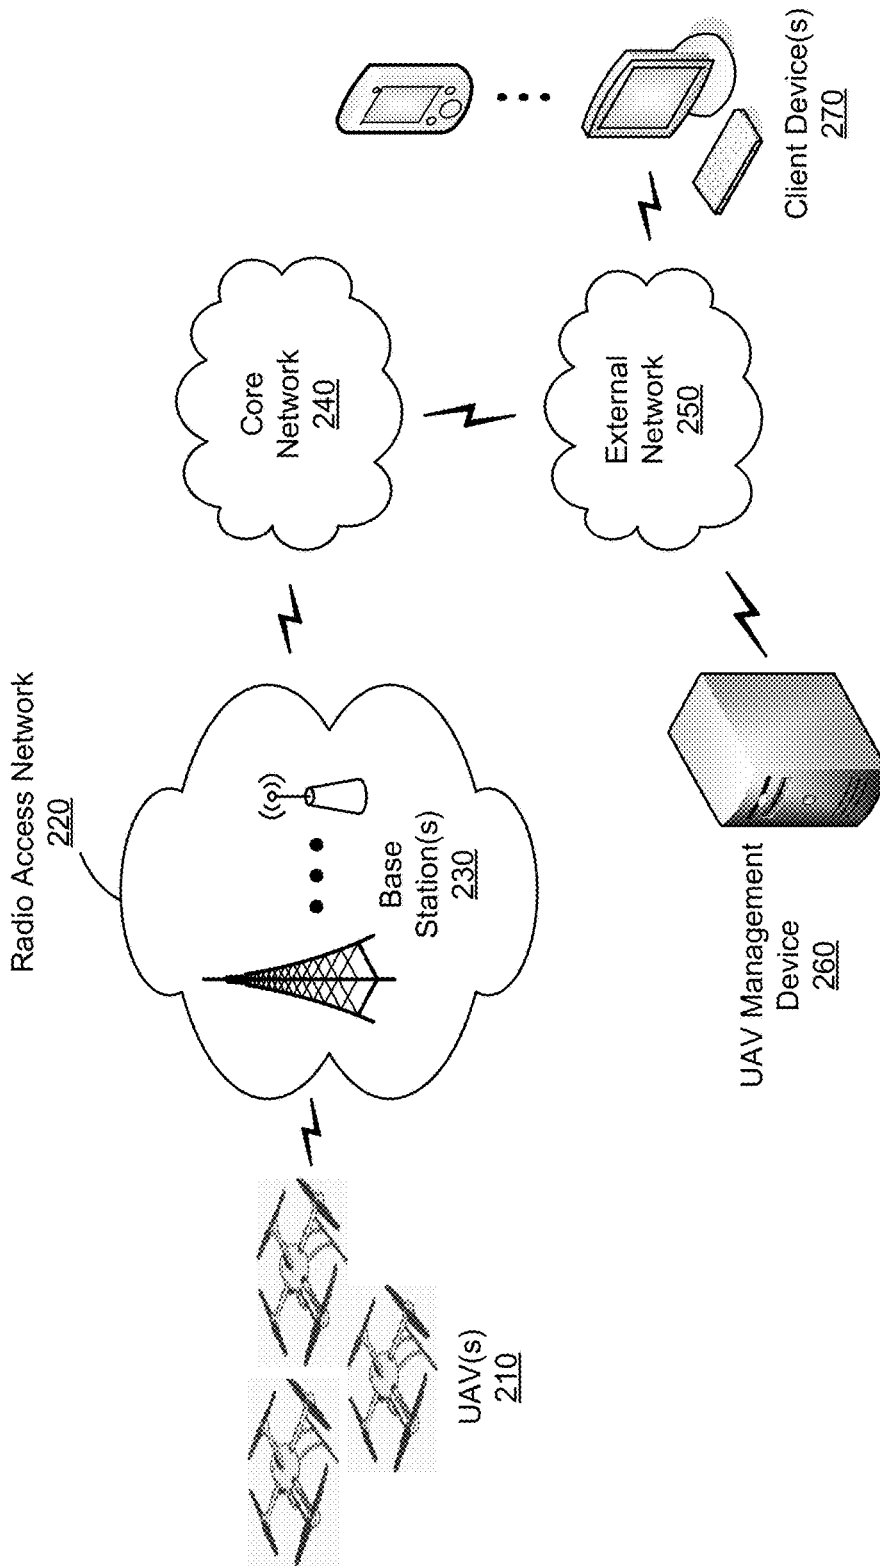 Radio Access Network
220
Base
Station(s)
230
Core
Network
240
UAV(s)
210
External
Network
250
UAV Management
Device
260
Client Device(s)
270